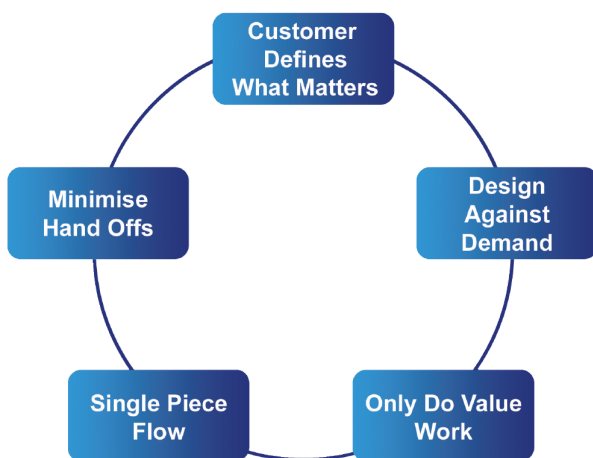 Customer
Defines
What Matters
Design
Against
Demand
Only Do Value
Work
Single Piece
Flow
Minimise
Hand Offs